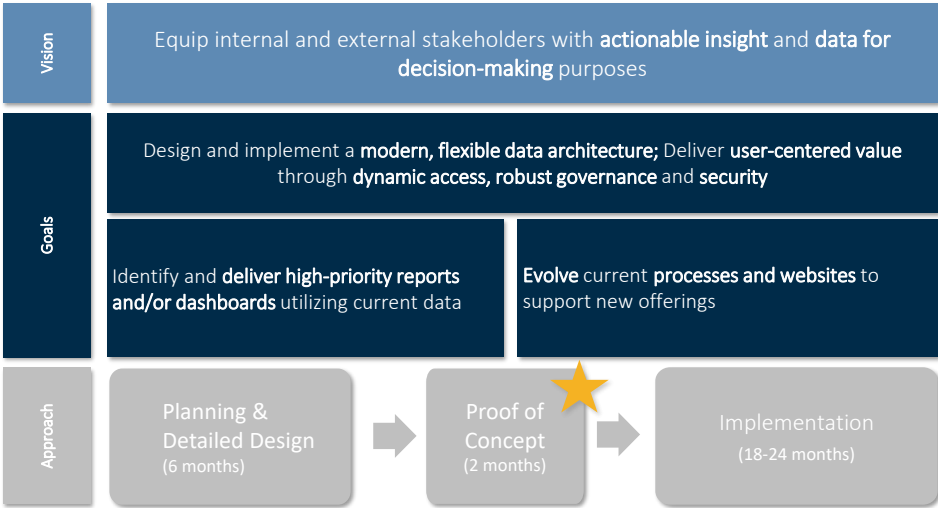 Vision
Equip internal and external stakeholders with actionable insight and data for
decision-making purposes
Goals
Design and implement a modern, flexible data architecture; Deliver user-centered value
through dynamic access, robust governance and security
Identify and deliver high-priority reports
and/or dashboards utilizing current data
Evolve current processes and websites to
support new offerings
Approach
Planning &
Detailed Design
(6 months)
Proof of
Concept
(2 months)
Implementation
(18-24 months)